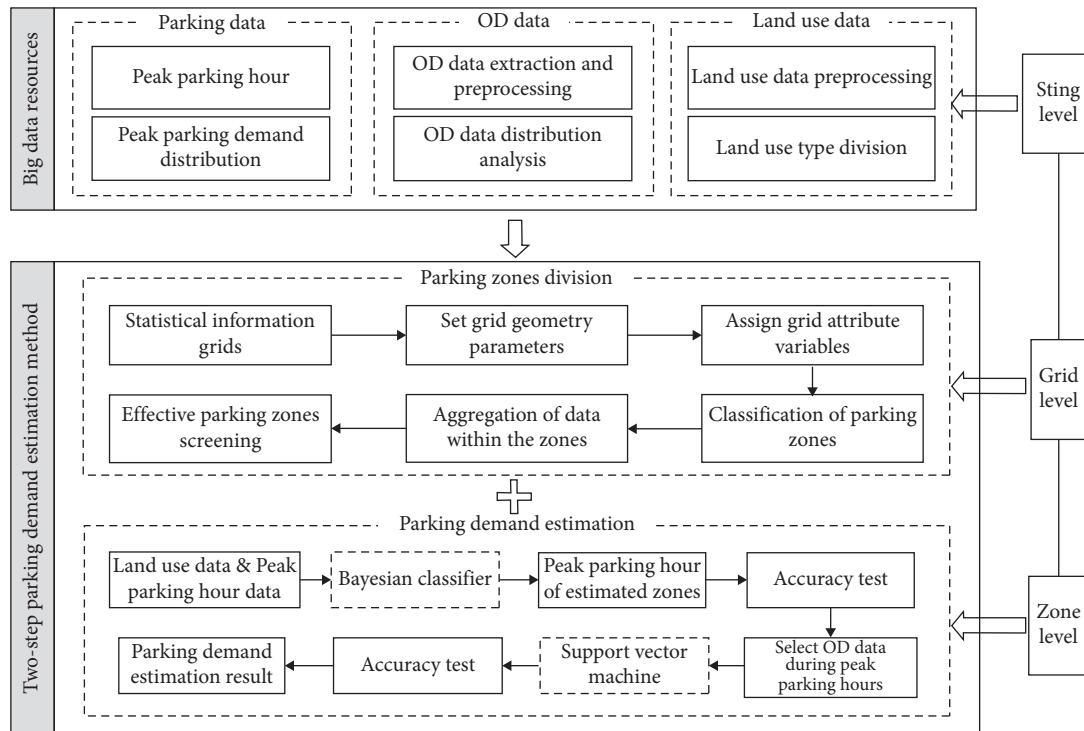 Big data resources
Parking data
Peak parking hour
Peak parking demand
distribution
OD data
OD data extraction and
preprocessing
OD data distribution
analysis
Land use data
Land use data preprocessing
Land use type division
Sting
level
Two-step parking demand estimation method
Parking zones division
Statistical information
grids
Set grid geometry
parameters
Assign grid attribute
variables
Effective parking zones
screening
Aggregation of data
within the zones
Classification of parking
zones
Grid
level
Parking demand estimation
Land use data & Peak
parking hour data
Bayesian classifier
Peak parking hour
of estimated zones
Accuracy test
Parking demand
estimation result
Accuracy test
Support vector
machine
Select OD data
during peak
parking hours
Zone
level